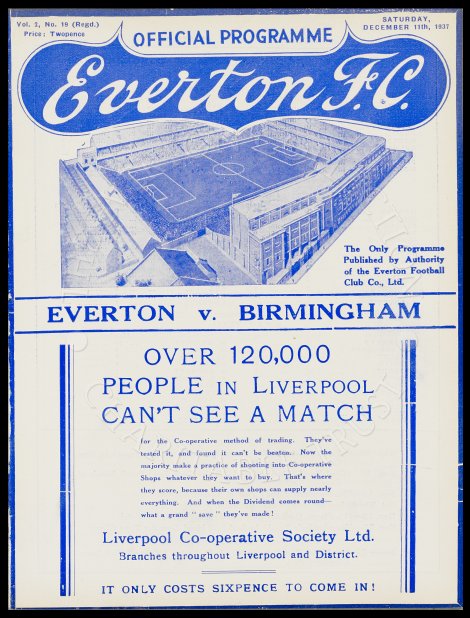 Vol. 2, No. 19 (Regd.)
Price; Twopence
SATURDAY,
DECEMBER 11th, 1937
OFFICIAL PROGRAMME
Everton F.C.
The Only Programme
Published by Authority
of the Everton Football
Club Co., Ltd.
EVERTON v. BIRMINGHAM
OVER 120,000
PEOPLE IN LIVERPOOL
CAN'T SEE A MATCH
for the Co-operative method of trading. They've
tested it, and found it can't be beaten. Now the
majority make a practice of shooting into Co-operative
Shops whatever they want to buy. That's where
they score, because their own shops can supply nearly
everything. And when the Dividend comes round—
what a grand " save " they've made!
Liverpool Co-operative Society Ltd.
Branches throughout Liverpool and District.
IT ONLY COSTS SIXPENCE TO COME IN!